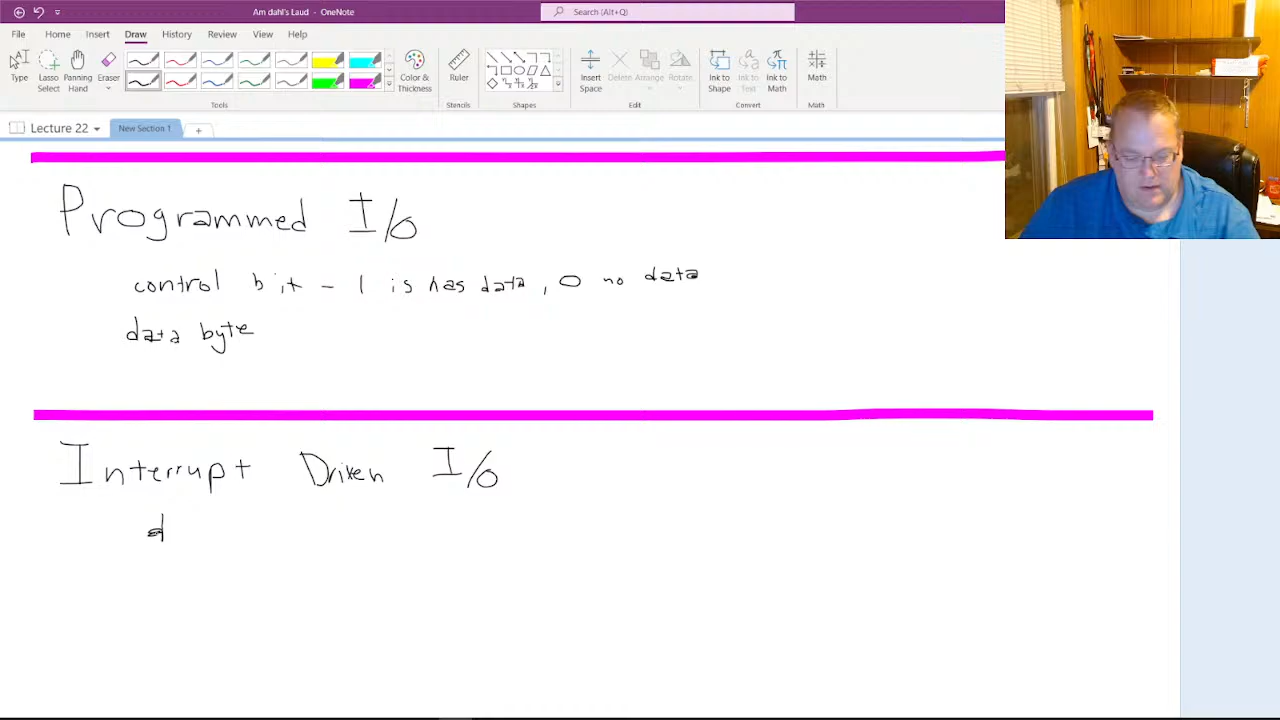 Am dahl's Laud - OneNote
Search (Alt+Q)
File Home Insert Draw History Review View Help
Type Lasso Select Panning Hand Eraser Thickness Ruler Insert Space Delete Arrange Rotate Ink to Shape Ink to Text Ink to Math Math
Tools Stencils Shapes Edit Convert Math
Lecture 22 New Section 1 +
Programmed I/O
control bit - 1 is has data, 0 no data
data byte
Interrupt Driven I/O
d